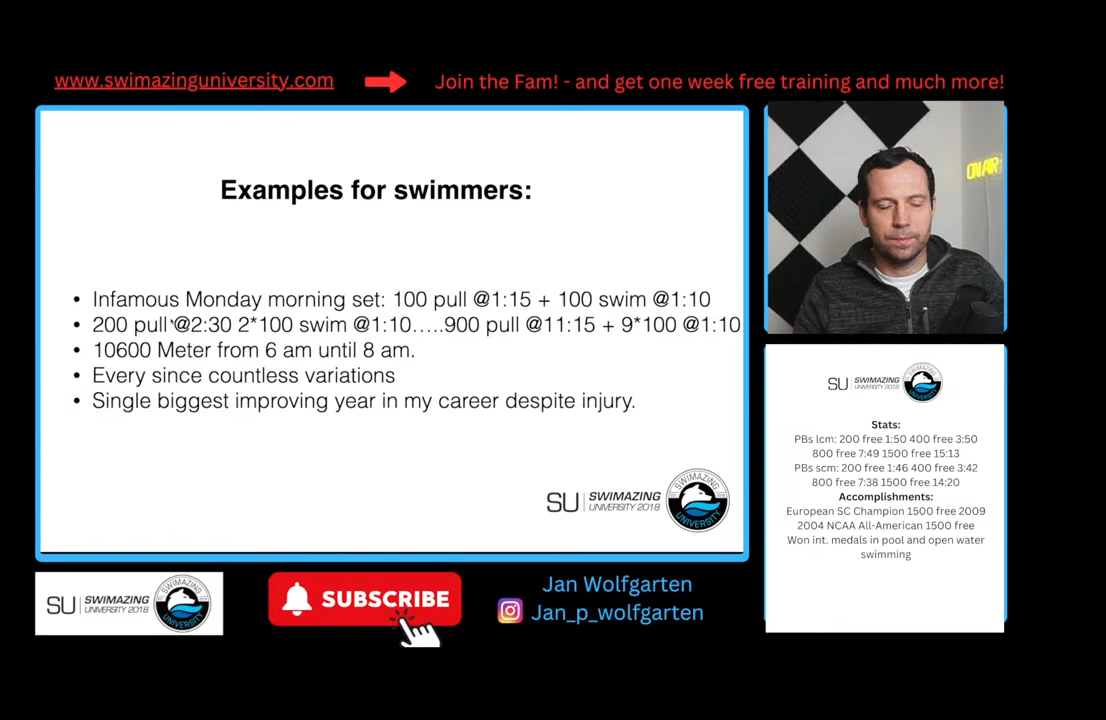 www.swimazinguniversity.com
Join the Fam! - and get one week free training and much more!
Examples for swimmers:
• Infamous Monday morning set: 100 pull @1:15 + 100 swim @1:10
• 200 pull @2:30 2*100 swim @1:10…..900 pull @11:15 + 9*100 @1:10
• 10600 Meter from 6 am until 8 am.
• Every since countless variations
• Single biggest improving year in my career despite injury.
SU SWIMAZING
UNIVERSITY 2018
SWIMAZING
UNIVERSITY
ON AIR
SU SWIMAZING
UNIVERSITY 2018
Stats:
PBs lcm: 200 free 1:50 400 free 3:50
800 free 7:49 1500 free 15:13
PBs scm: 200 free 1:46 400 free 3:42
800 free 7:38 1500 free 14:20
Accomplishments:
European SC Champion 1500 free 2009
2004 NCAA All-American 1500 free
Won int. medals in pool and open water
swimming
SU SWIMAZING
UNIVERSITY 2018
SWIMAZING
UNIVERSITY
SUBSCRIBE
Jan Wolfgarten
Jan_p_wolfgarten